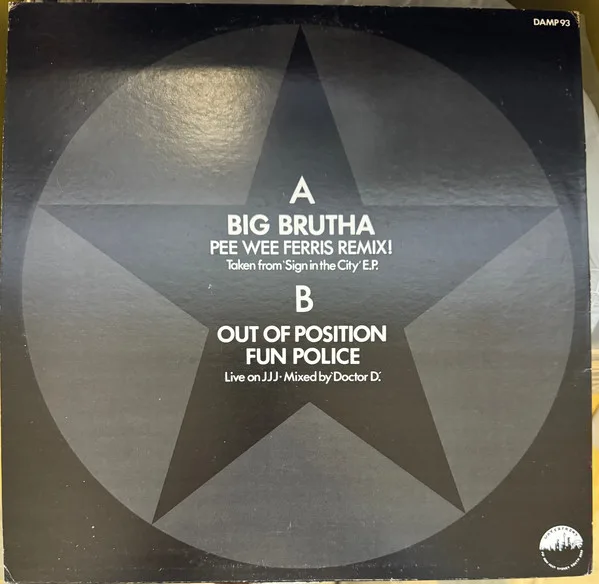 DAMP 93
A
BIG BRUTHA
PEE WEE FERRIS REMIX!
Taken from 'Sign in the City' E.P.
B
OUT OF POSITION
FUN POLICE
Live on JJJ · Mixed by 'Doctor D.'
WATERFRONT